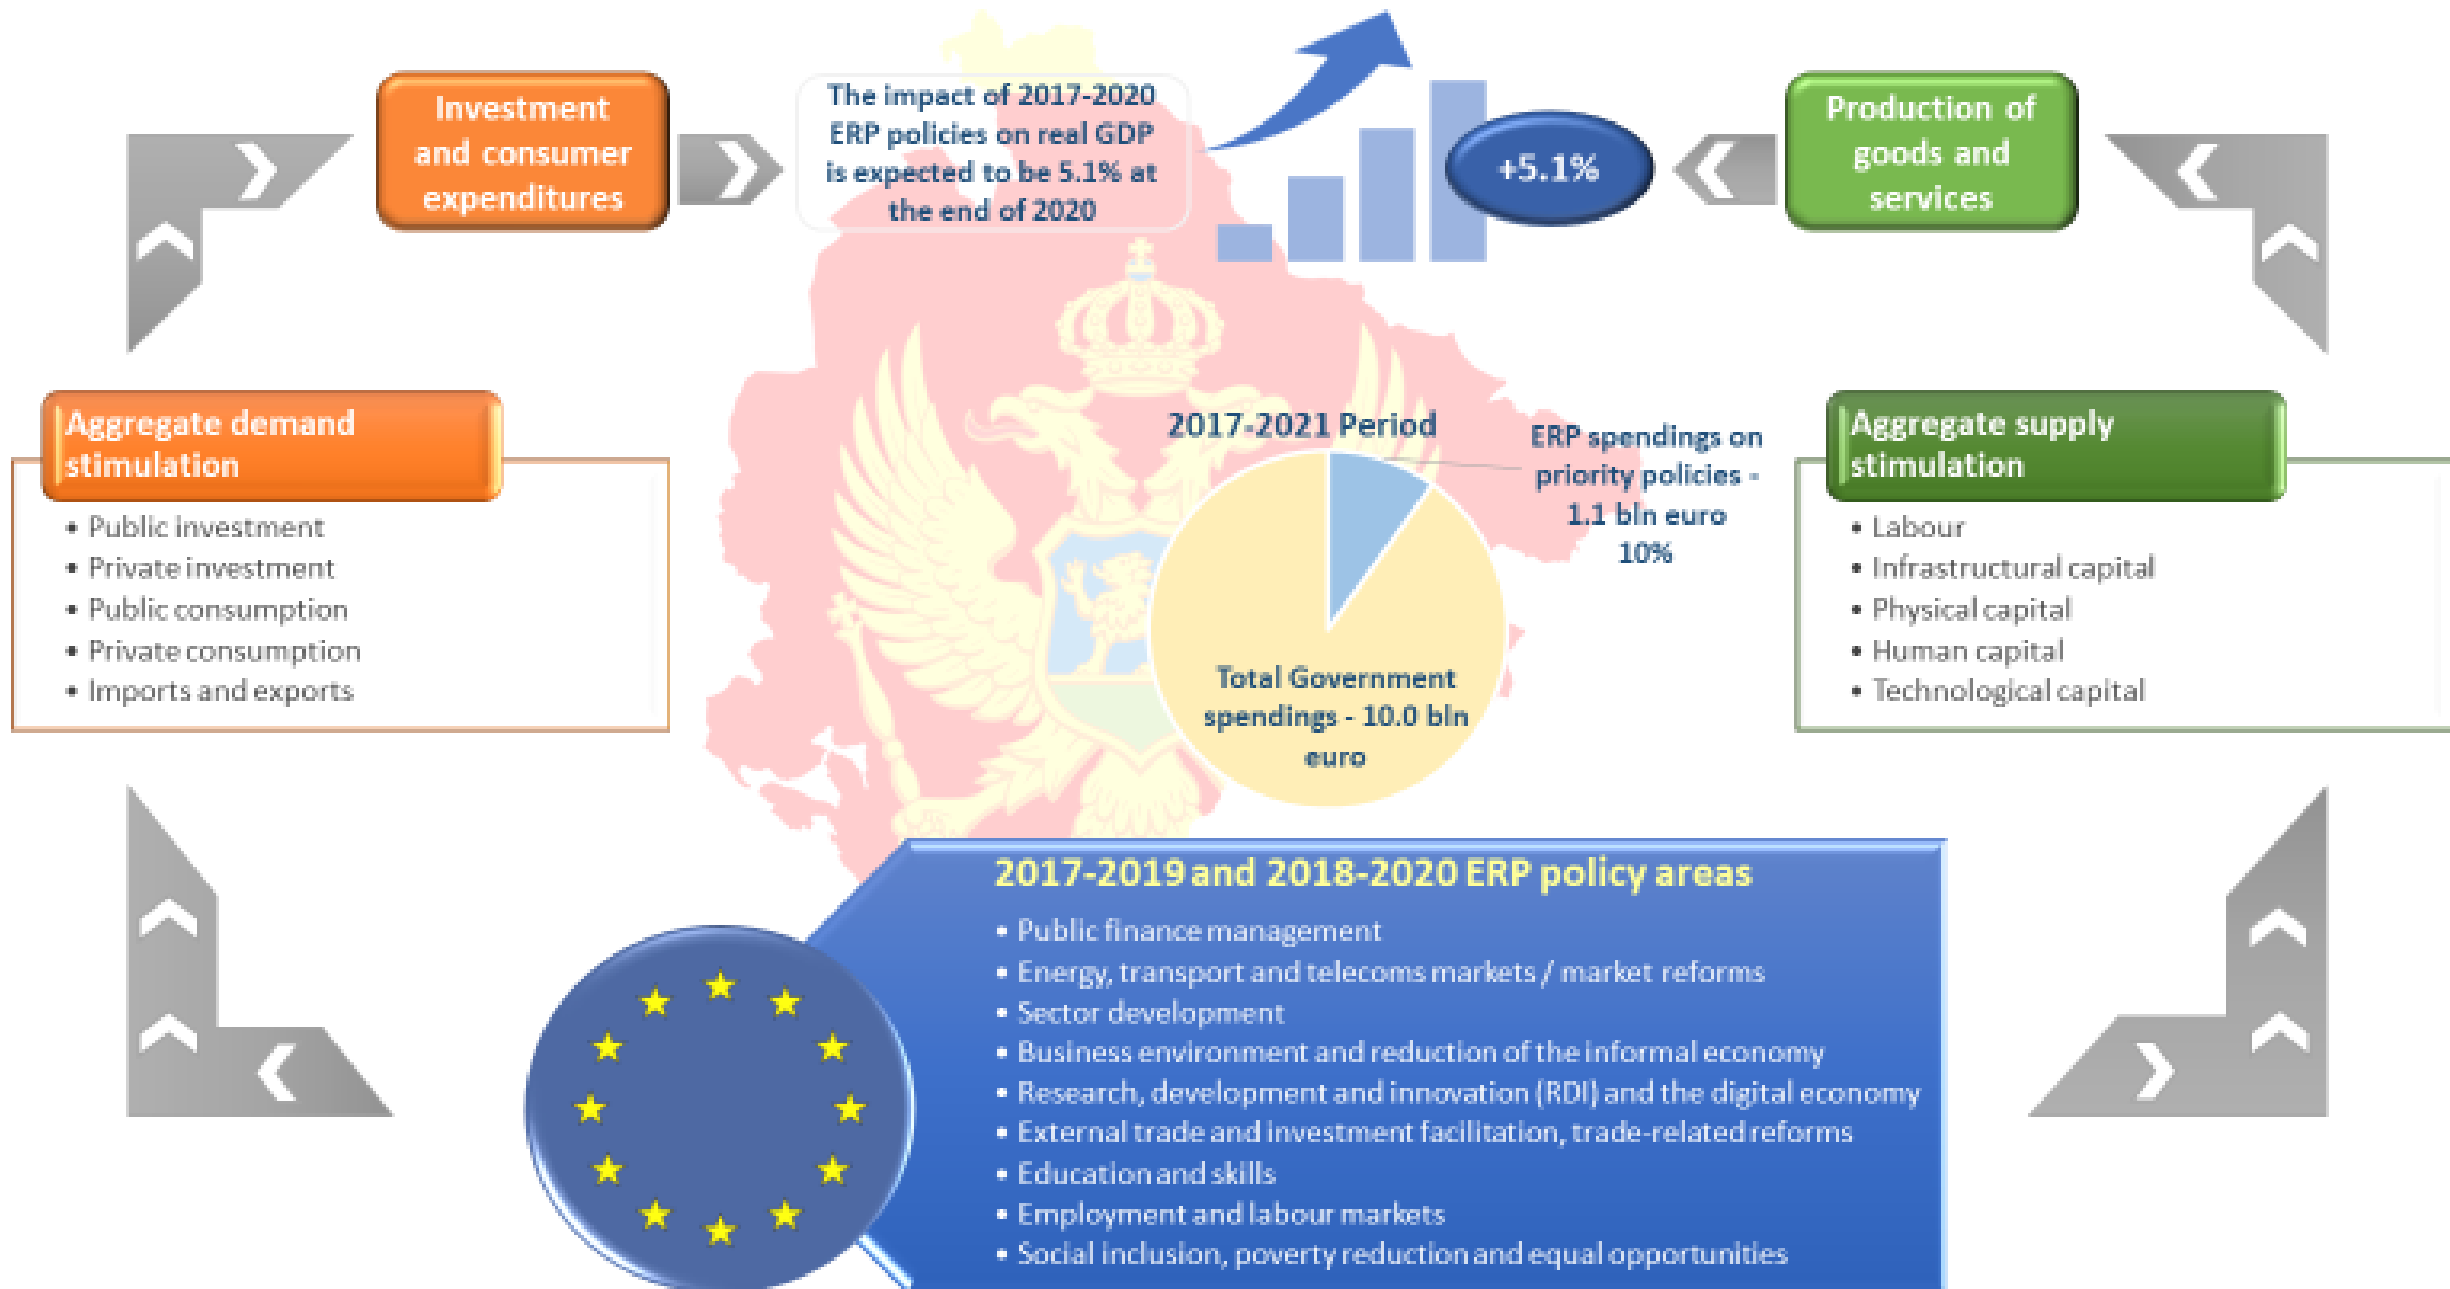 Investment
and consumer
expenditures
The impact of 2017-2020
ERP policies on real GDP
is expected to be 5.1% at
the end of 2020
+5.1%
Production of
goods and
services
Aggregate demand
stimulation
• Public investment
• Private investment
• Public consumption
• Private consumption
• Imports and exports
2017-2021 Period
ERP spendings on
priority policies -
1.1 bln euro
10%
Total Government
spendings - 10.0 bln
euro
Aggregate supply
stimulation
• Labour
• Infrastructural capital
• Physical capital
• Human capital
• Technological capital
2017-2019 and 2018-2020 ERP policy areas
• Public finance management
• Energy, transport and telecoms markets / market reforms
• Sector development
• Business environment and reduction of the informal economy
• Research, development and innovation (RDI) and the digital economy
• External trade and investment facilitation, trade-related reforms
• Education and skills
• Employment and labour markets
• Social inclusion, poverty reduction and equal opportunities